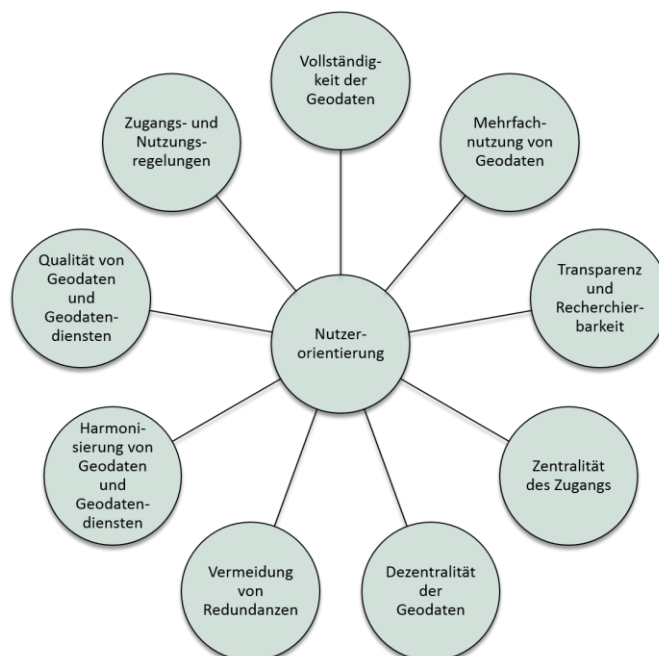 Vollständig-
keit der
Geodaten
Mehrfach-
nutzung von
Geodaten
Transparenz
und
Recherchier-
barkeit
Zentralität
des Zugangs
Dezentralität
der
Geodaten
Vermeidung
von
Redundanzen
Harmoni-
sierung von
Geodaten
und
Geodaten-
diensten
Qualität von
Geodaten
und
Geodaten-
diensten
Zugangs- und
Nutzungs-
regelungen
Nutzer-
orientierung